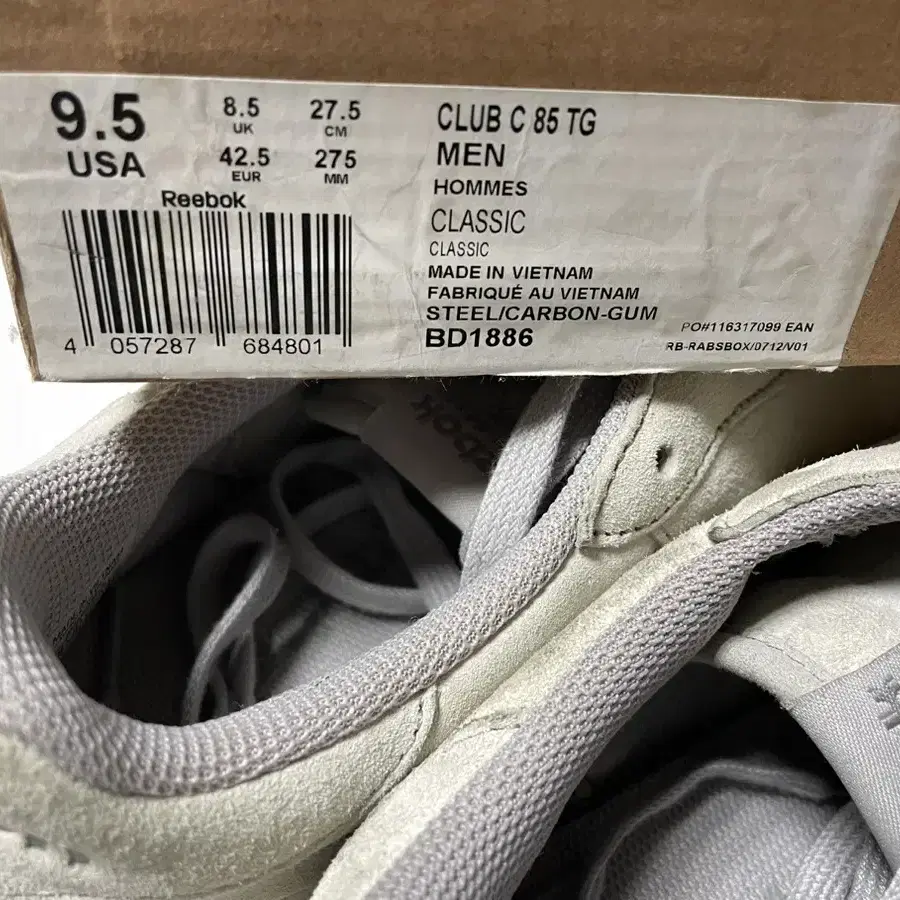 9.5
USA
8.5
UK
27.5
CM
42.5
EUR
275
MM
Reebok
4 057287 684801
CLUB C 85 TG
MEN
HOMMES
CLASSIC
CLASSIC
MADE IN VIETNAM
FABRIQUÉ AU VIETNAM
STEEL/CARBON-GUM
BD1886
PO#116317099 EAN
RB-RABSBOX/0712/V01